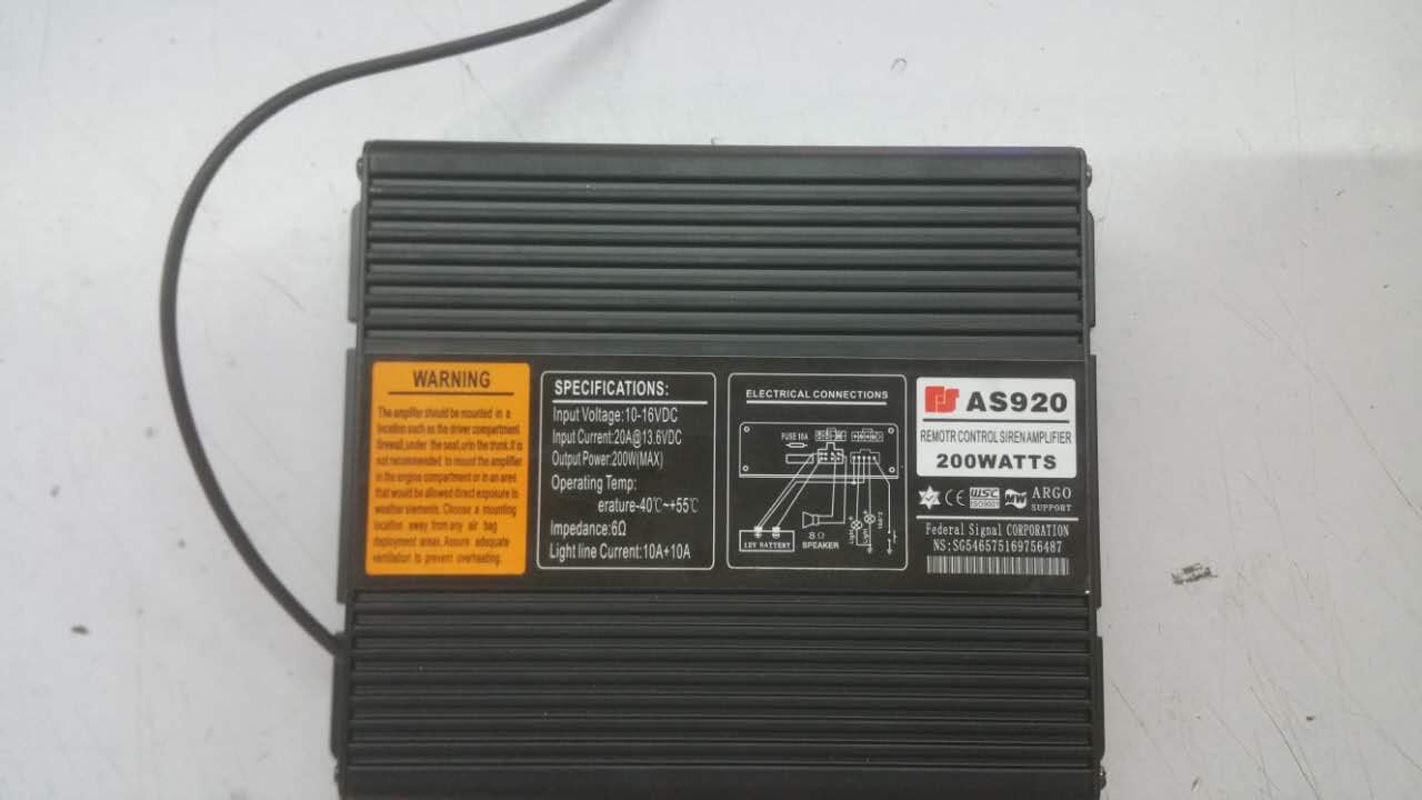 WARNING
The amplifier should be mounted in a
location such as the driver compartment
firewall,under the seat,orin the trunk.It is
not recommended to mount the amplifier
in the engine compartment or in an area
that would be allowed direct exposure to
weather elements. Choose a mounting
location away from any air bag
deployment areas. Assure adequate
ventilation to prevent overheating.
SPECIFICATIONS:
Input Voltage:10-16VDC
Input Current:20A@13.6VDC
Output Power:200W(MAX)
Operating Temp:
erature-40℃~+55℃
Impedance:6Ω
Light line Current:10A+10A
ELECTRICAL CONNECTIONS
FUSE 10A
12V BATTERY
8Ω
SPEAKER
Light
Light
AS920
REMOTR CONTROL SIREN AMPLIFIER
200WATTS
CE
WSC
ISO9001
ARGO
SUPPORT
Federal Signal CORPORATION
NS:SG546575169756487